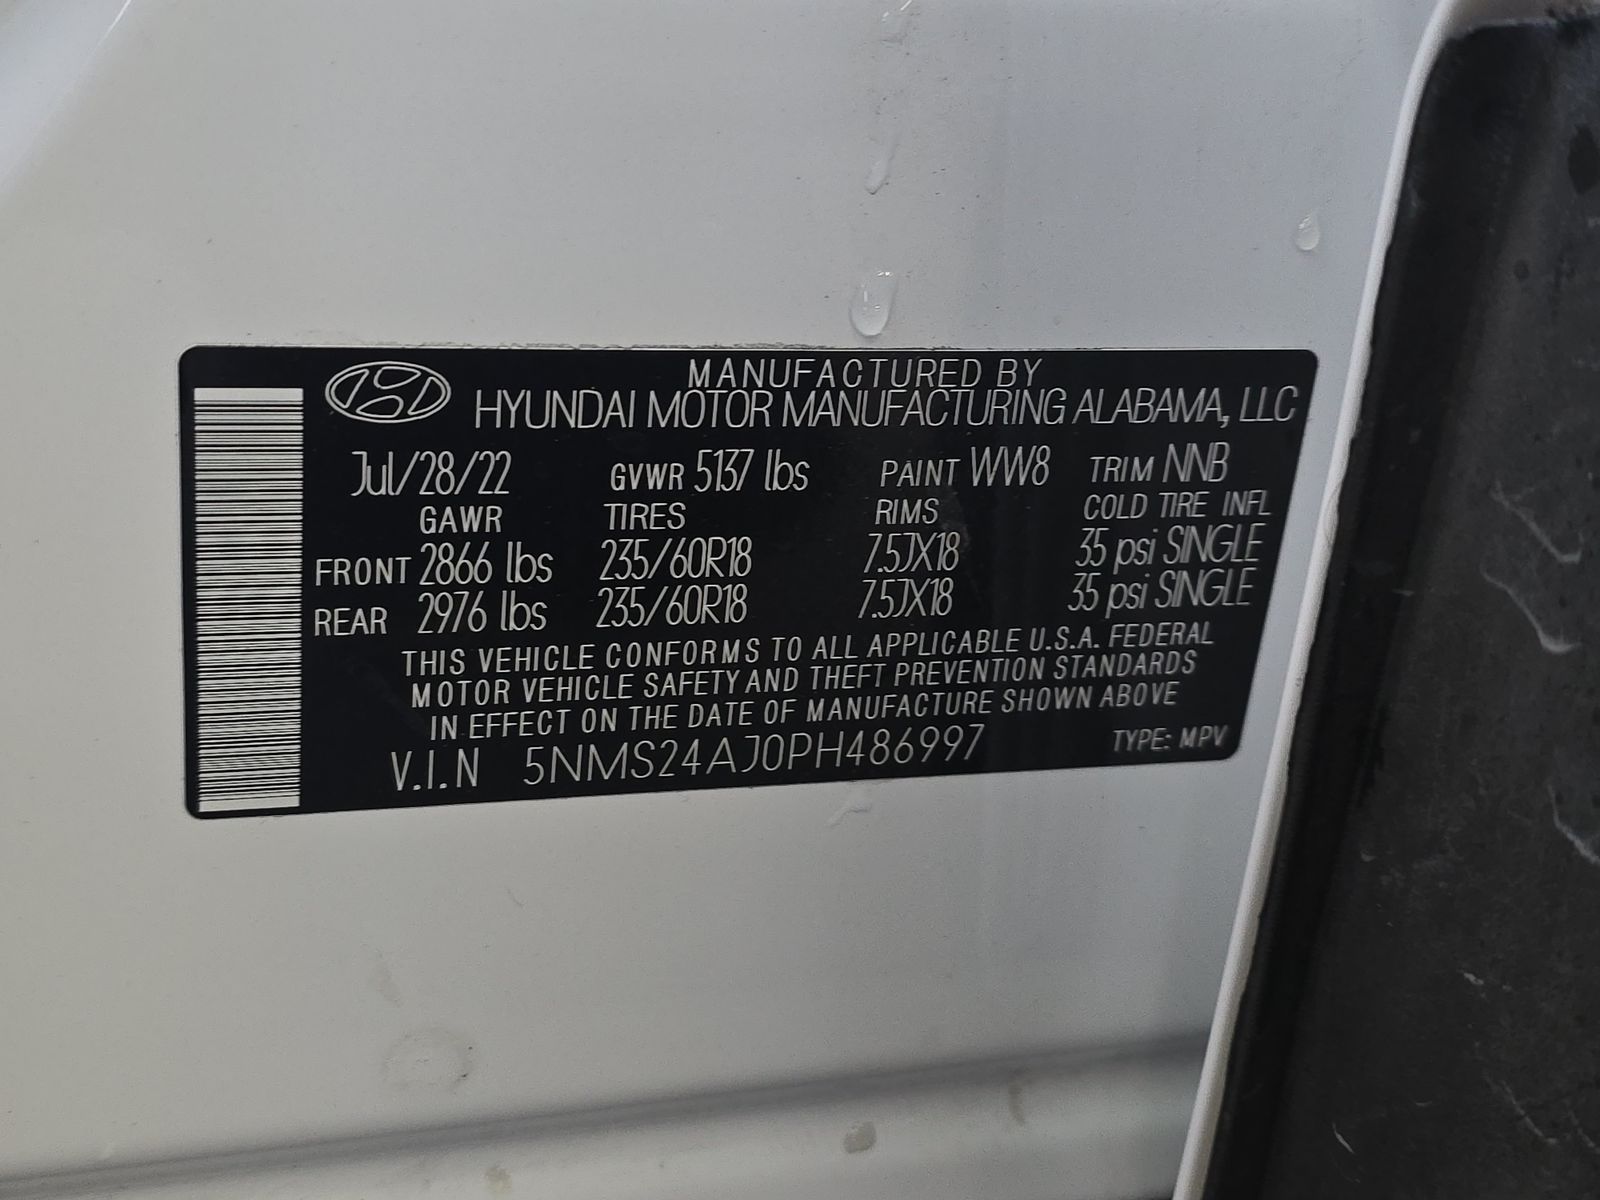 MANUFACTURED BY
HYUNDAI MOTOR MANUFACTURING ALABAMA, LLC
Jul/28/22 GVWR 5137 lbs PAINT WW8 TRIM NNB
GAWR TIRES RIMS COLD TIRE INFL
FRONT 2866 lbs 235/60R18 7.5JX18 35 psi SINGLE
REAR 2976 lbs 235/60R18 7.5JX18 35 psi SINGLE
THIS VEHICLE CONFORMS TO ALL APPLICABLE U.S.A. FEDERAL
MOTOR VEHICLE SAFETY AND THEFT PREVENTION STANDARDS
IN EFFECT ON THE DATE OF MANUFACTURE SHOWN ABOVE
V.I.N 5NMS24AJ0PH486997 TYPE: MPV